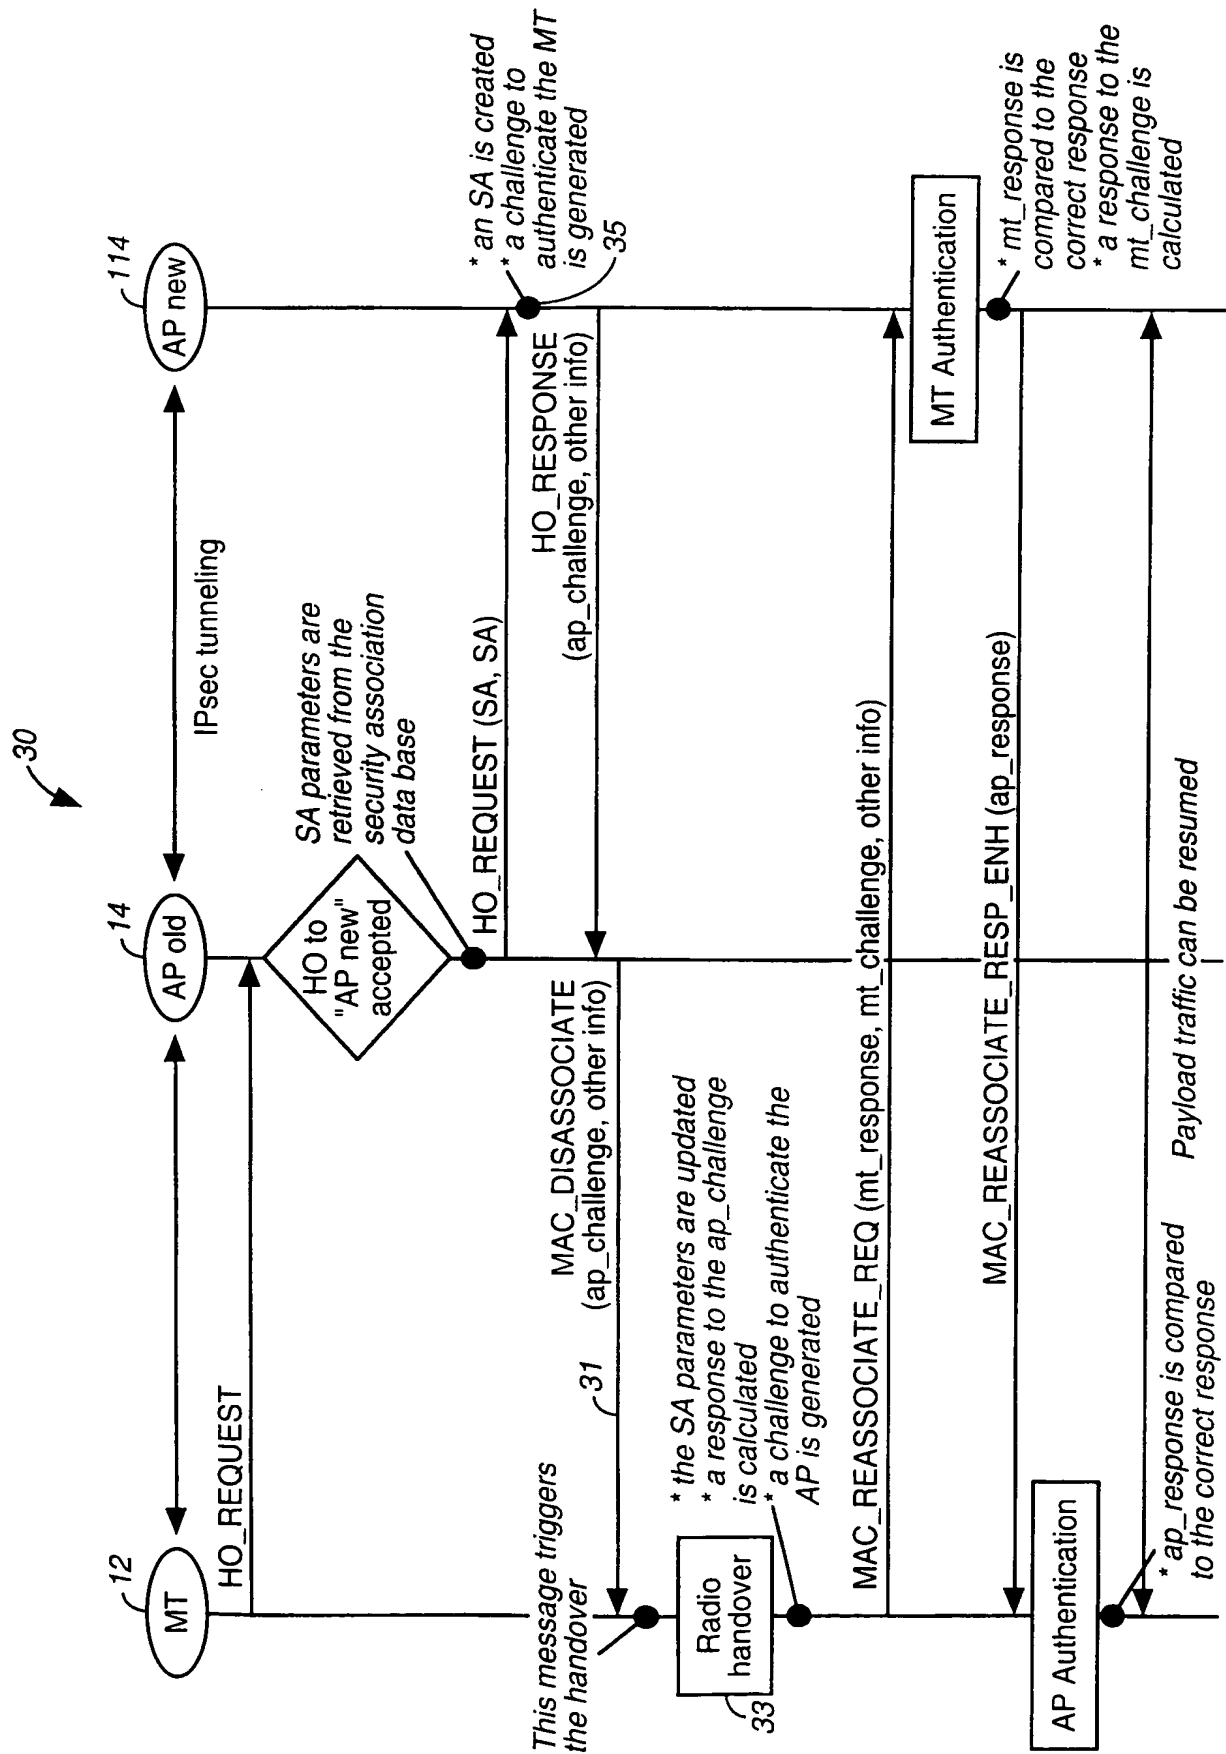 30
12
MT
14
AP old
114
AP new
IPsec tunneling
HO_REQUEST
HO to
"AP new"
accepted
SA parameters are
retrieved from the
security association
data base
HO_REQUEST (SA, SA)
* an SA is created
* a challenge to
authenticate the MT
is generated
35
HO_RESPONSE
(ap_challenge, other info)
MAC_DISASSOCIATE
(ap_challenge, other info)
31
This message triggers
the handover
Radio
handover
33
* the SA parameters are updated
* a response to the ap_challenge
is calculated
* a challenge to authenticate the
AP is generated
MAC_REASSOCIATE_REQ (mt_response, mt_challenge, other info)
MT Authentication
* mt_response is
compared to the
correct response
* a response to the
mt_challenge is
calculated
MAC_REASSOCIATE_RESP_ENH (ap_response)
AP Authentication
* ap_response is compared
to the correct response
Payload traffic can be resumed